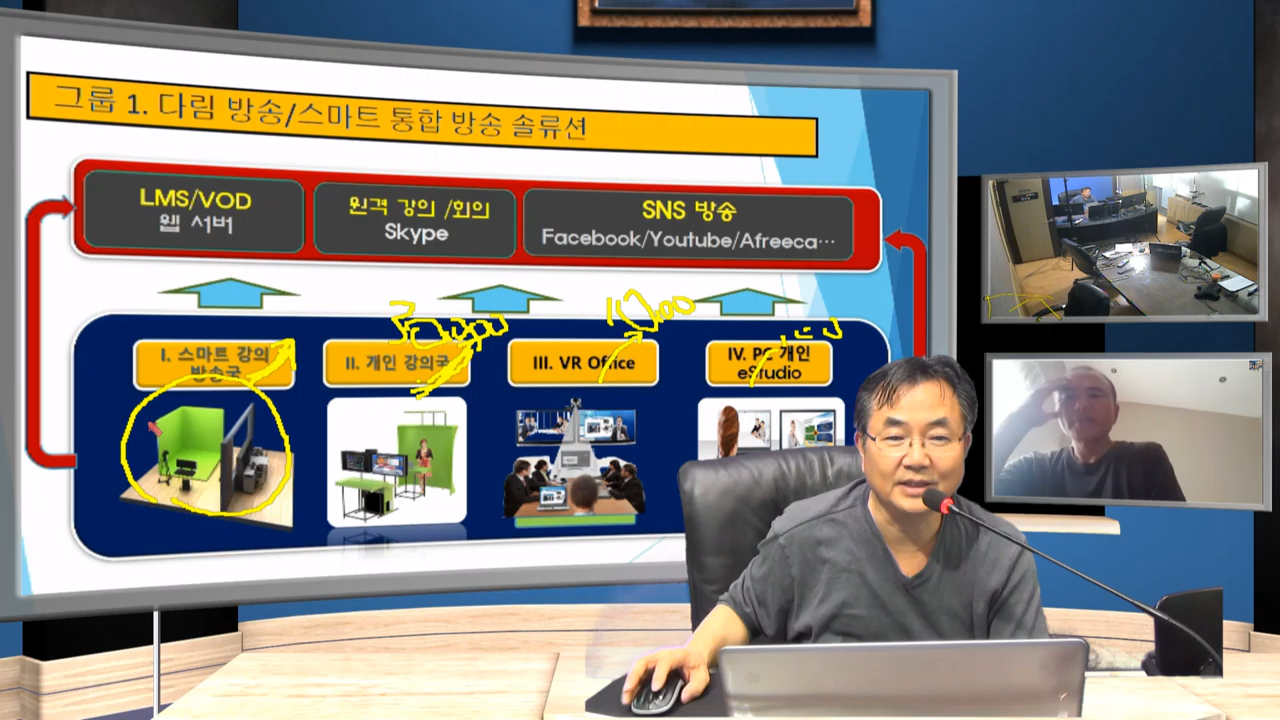 그룹 1. 다림 방송/스마트 통합 방송 솔류션
LMS/VOD
웹 서버
원격 강의 /회의
Skype
SNS 방송
Facebook/Youtube/Afreeca…
I. 스마트 강의
방송국
II. 개인 강의국
III. VR Office
IV. PC 개인
eStudio